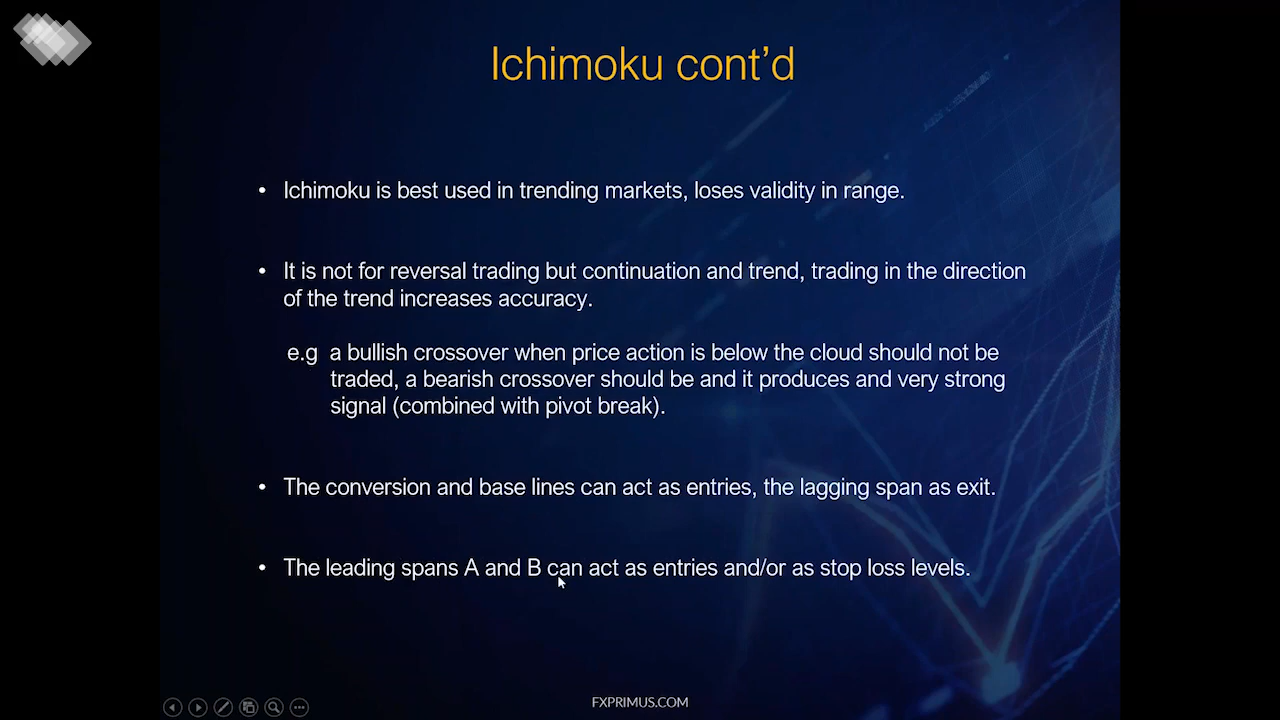 Ichimoku cont'd
• Ichimoku is best used in trending markets, loses validity in range.
• It is not for reversal trading but continuation and trend, trading in the direction
of the trend increases accuracy.
e.g a bullish crossover when price action is below the cloud should not be
traded, a bearish crossover should be and it produces and very strong
signal (combined with pivot break).
• The conversion and base lines can act as entries, the lagging span as exit.
• The leading spans A and B can act as entries and/or as stop loss levels.
FXPRIMUS.COM